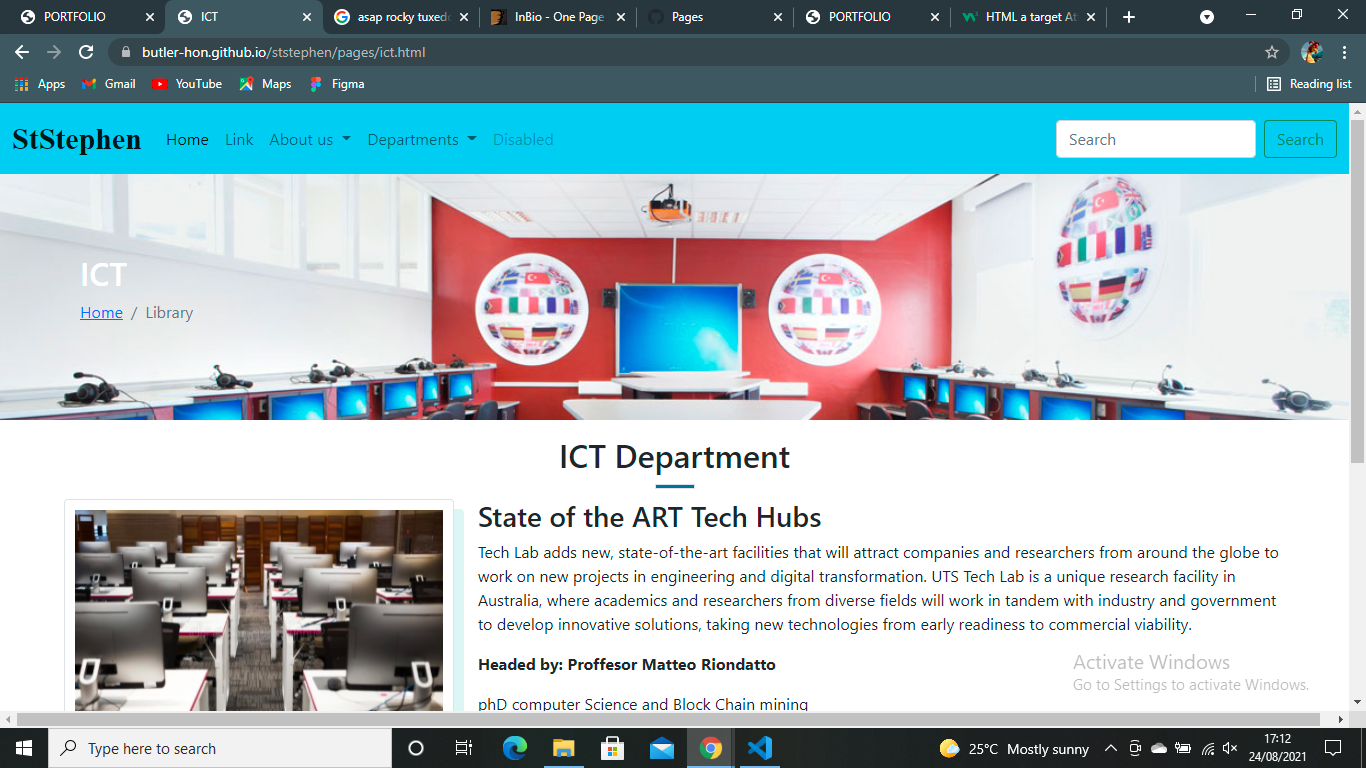 PORTFOLIO
ICT
asap rocky tuxedo
InBio - One Page
Pages
PORTFOLIO
HTML a target At
butler-hon.github.io/ststephen/pages/ict.html
Apps
Gmail
YouTube
Maps
Figma
Reading list
StStephen
Home
Link
About us
Departments
Disabled
Search
Search
ICT
Home / Library
ICT Department
State of the ART Tech Hubs
Tech Lab adds new, state-of-the-art facilities that will attract companies and researchers from around the globe to
work on new projects in engineering and digital transformation. UTS Tech Lab is a unique research facility in
Australia, where academics and researchers from diverse fields will work in tandem with industry and government
to develop innovative solutions, taking new technologies from early readiness to commercial viability.
Headed by: Proffesor Matteo Riondatto
phD computer Science and Block Chain mining
Activate Windows
Go to Settings to activate Windows.
Type here to search
25°C Mostly sunny
17:12
24/08/2021